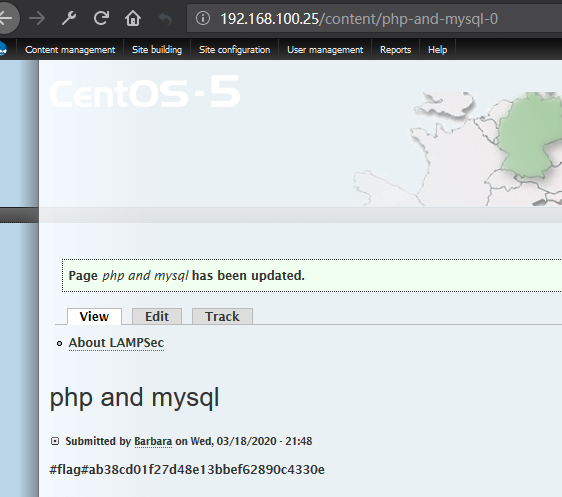 192.168.100.25/content/php-and-mysql-0
Content management Site building Site configuration User management Reports Help
CentOS-5
Page php and mysql has been updated.
View Edit Track
About LAMPSec
php and mysql
Submitted by Barbara on Wed, 03/18/2020 - 21:48
#flag#ab38cd01f27d48e13bbef62890c4330e